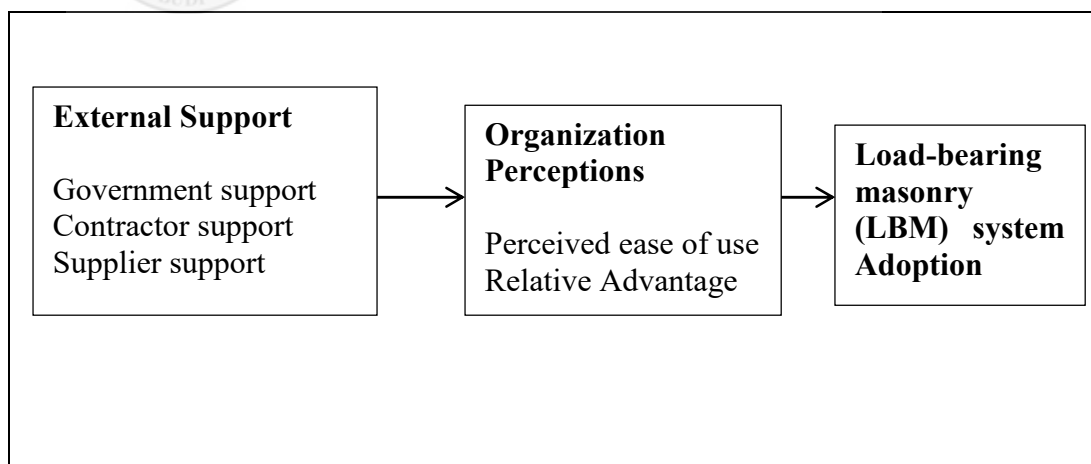 External Support
Government support
Contractor support
Supplier support
Organization
Perceptions
Perceived ease of use
Relative Advantage
Load-bearing
masonry
(LBM) system
Adoption